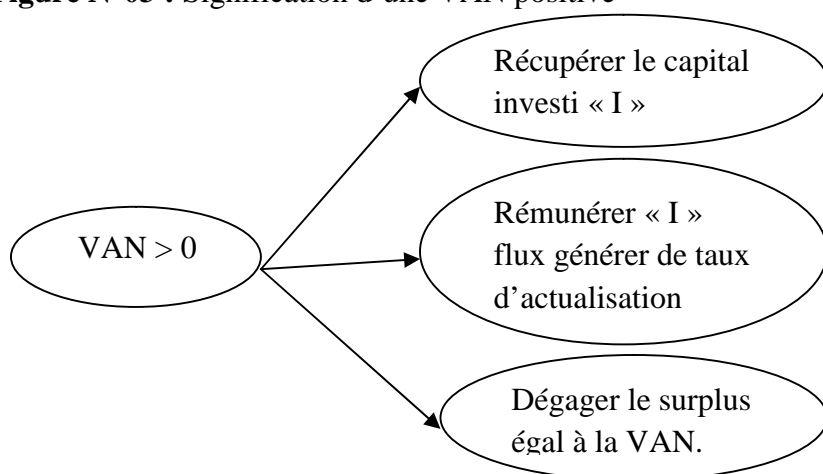 Figure N°03 : Signification d’une VAN positive
Récupérer le capital
investi « I »
VAN > 0
Rémunérer « I »
flux générer de taux
d’actualisation
Dégager le surplus
égal à la VAN.